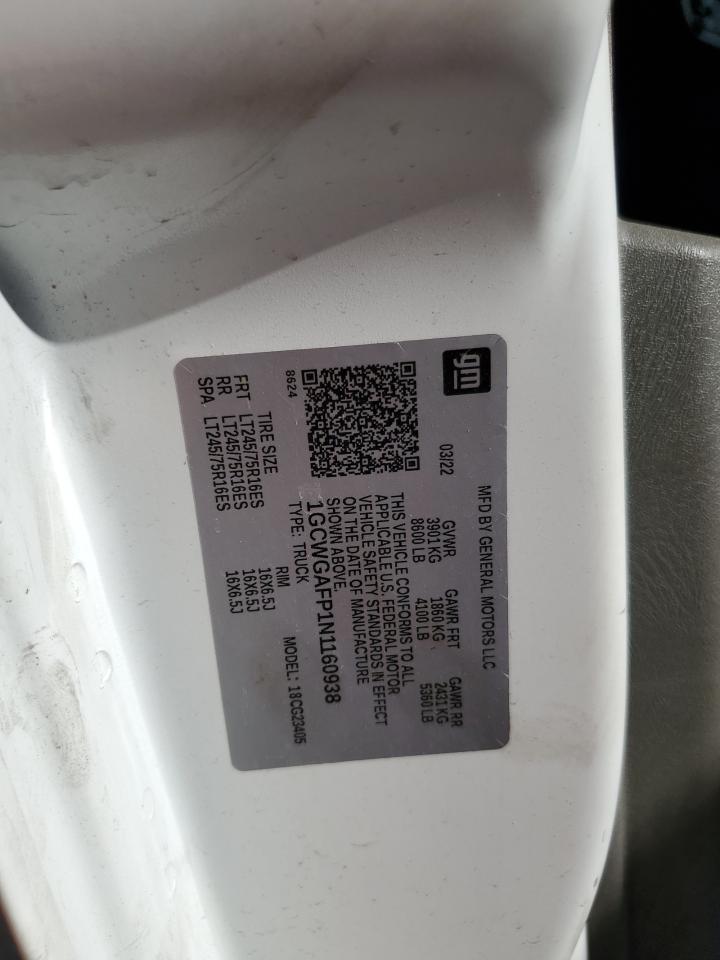 gm
MFD BY GENERAL MOTORS LLC
03/22
GVWR GAWR FRT GAWR RR
3901 KG 1860 KG 2431 KG
8600 LB 4100 LB 5360 LB
THIS VEHICLE CONFORMS TO ALL
APPLICABLE U.S. FEDERAL MOTOR
VEHICLE SAFETY STANDARDS IN EFFECT
ON THE DATE OF MANUFACTURE
SHOWN ABOVE.
1GCWGAFP1N1160938
8624
TYPE: TRUCK MODEL: 18CG23405
TIRE SIZE RIM
FRT LT245/75R16ES 16X6.5J
RR LT245/75R16ES 16X6.5J
SPA LT245/75R16ES 16X6.5J